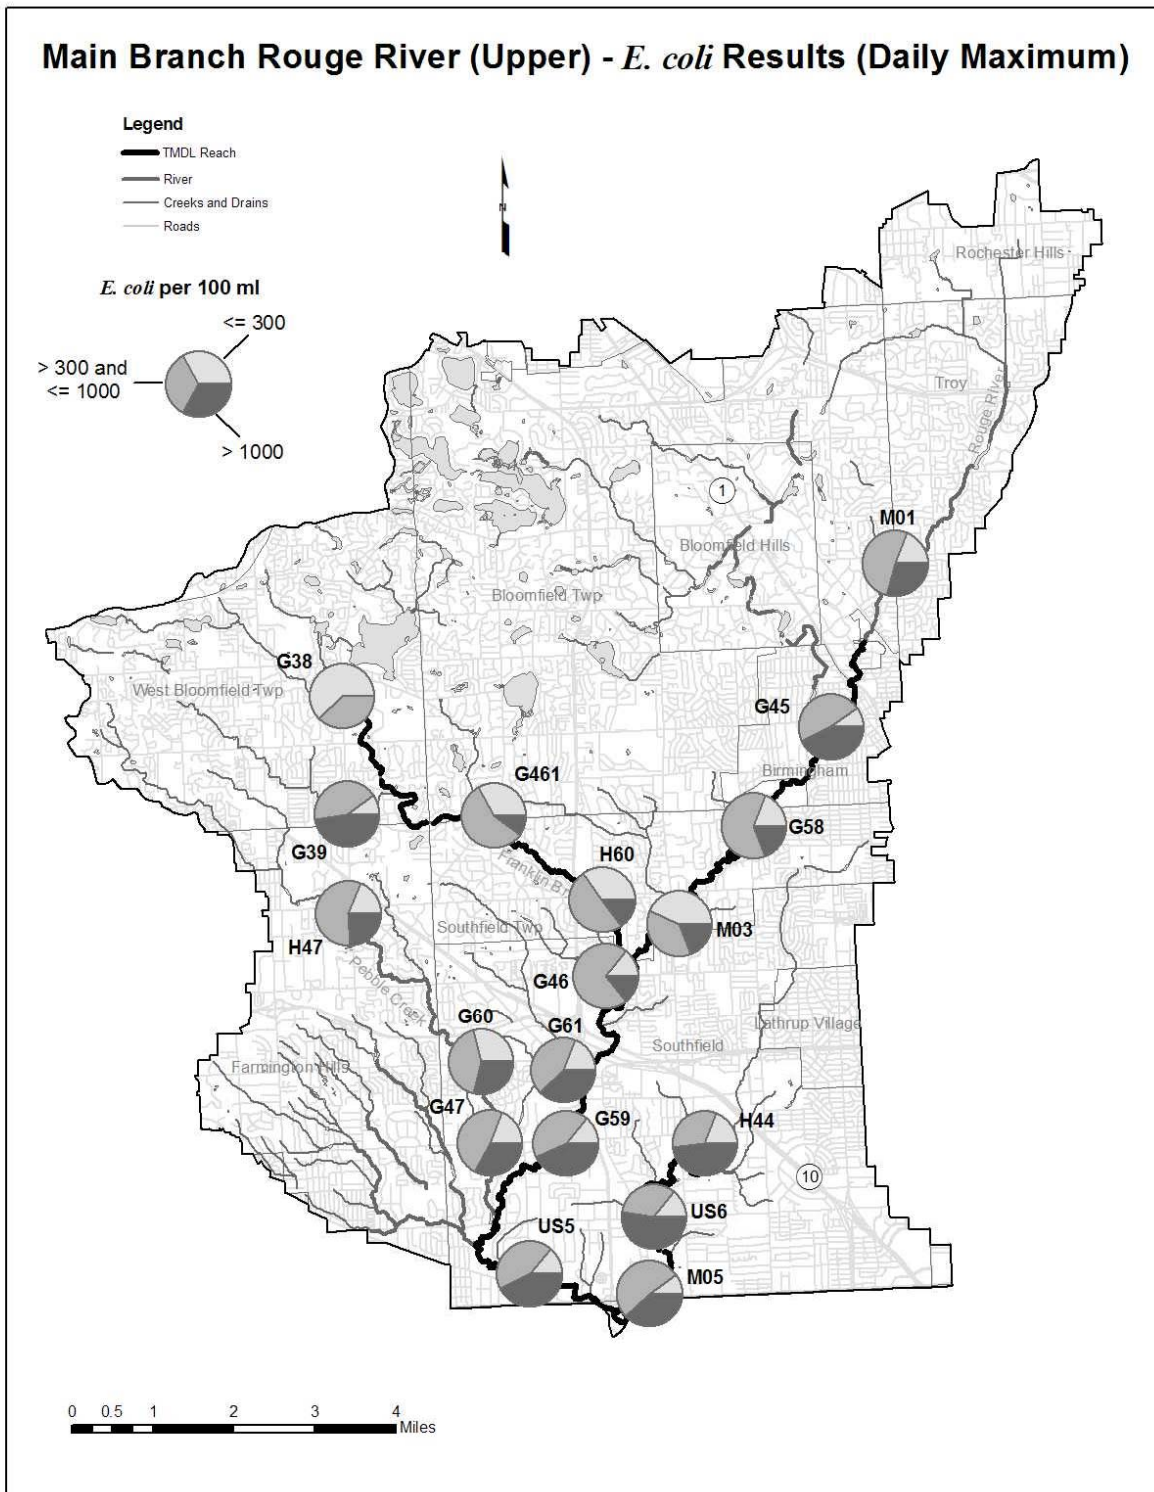 Main Branch Rouge River (Upper) - E. coli Results (Daily Maximum)
Legend
TMDL Reach
River
Creeks and Drains
Roads
N
E. coli per 100 ml
<= 300
> 300 and
<= 1000
> 1000
Rochester Hills
Troy
Rouge River
1
M01
Bloomfield Hills
Bloomfield Twp
G38
West Bloomfield Twp
G45
Birmingham
G461
G58
G39
H60
Franklin Br
M03
Southfield Twp
H47
G46
Pebble Creek
G60
G61
Lathrup Village
Southfield
Farmington Hills
G47
G59
H44
10
US6
US5
M05
0 0.5 1 2 3 4
Miles